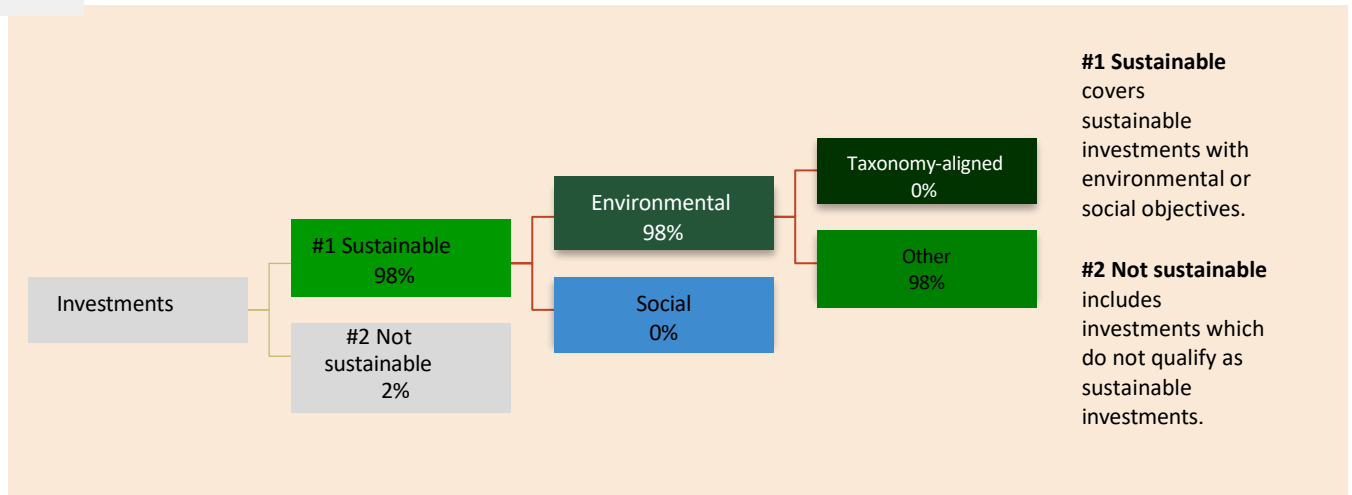 Investments
#1 Sustainable
98%
#2 Not
sustainable
2%
Environmental
98%
Social
0%
Taxonomy-aligned
0%
Other
98%
#1 Sustainable
covers
sustainable
investments with
environmental or
social objectives.
#2 Not sustainable
includes
investments which
do not qualify as
sustainable
investments.